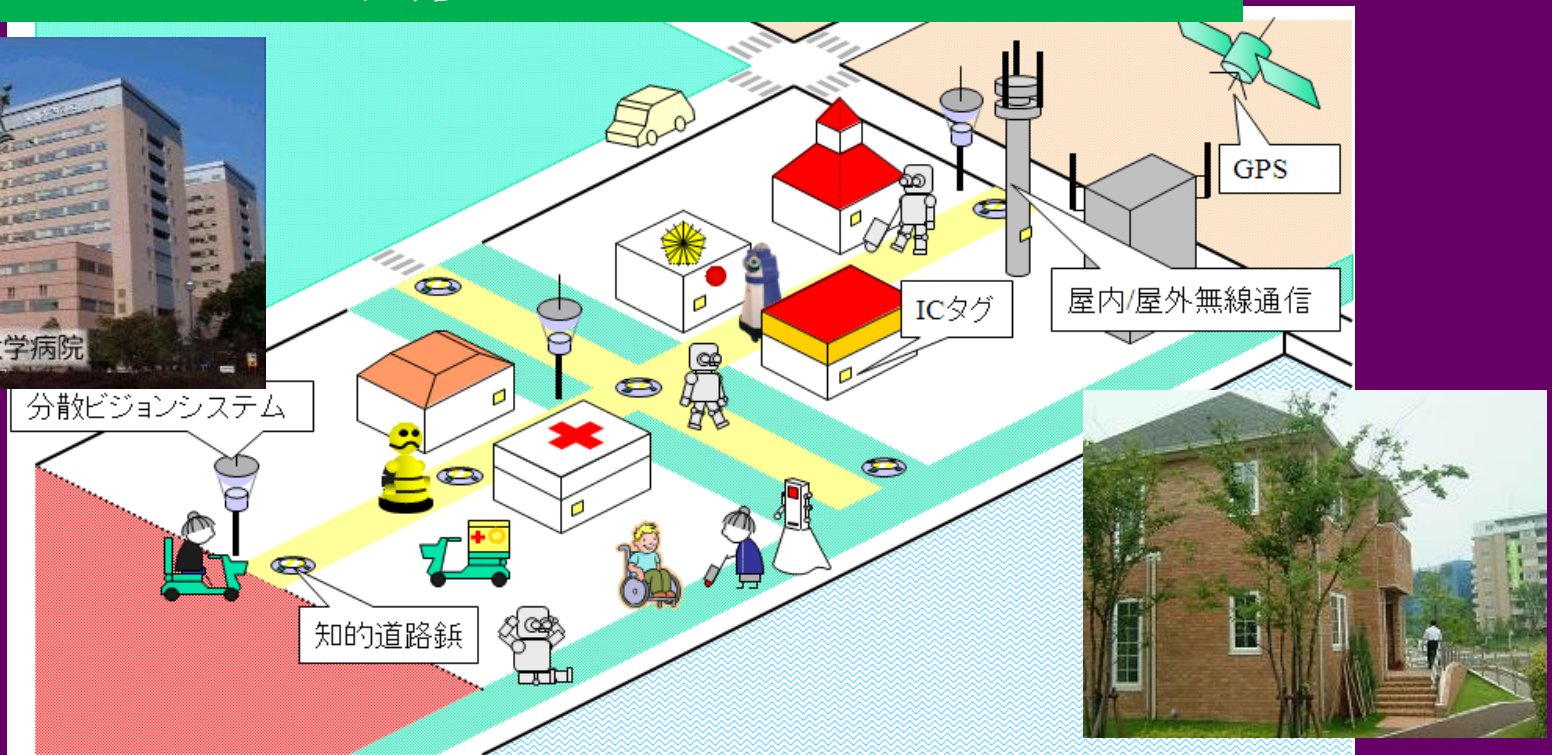 GPS
屋内/屋外無線通信
ICタグ
学病院
分散ビジョンシステム
知的道路鋲